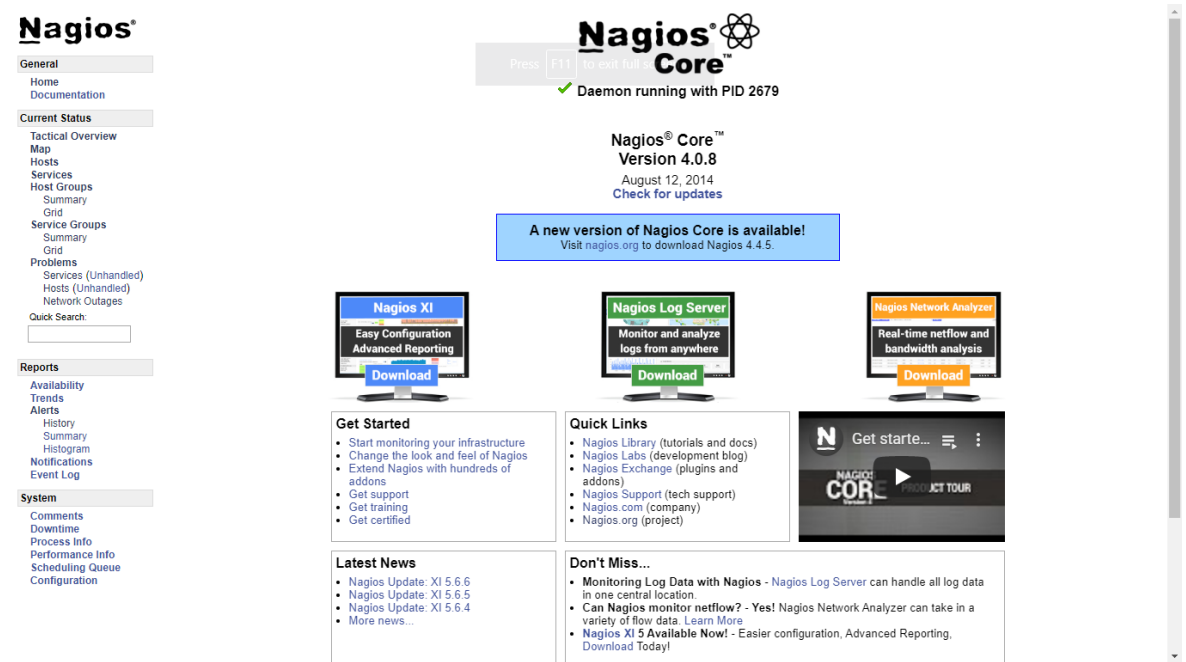 Nagios®
General
Home
Documentation
Current Status
Tactical Overview
Map
Hosts
Services
Host Groups
Summary
Grid
Service Groups
Summary
Grid
Problems
Services (Unhandled)
Hosts (Unhandled)
Network Outages
Quick Search:
Reports
Availability
Trends
Alerts
History
Summary
Histogram
Notifications
Event Log
System
Comments
Downtime
Process Info
Performance Info
Scheduling Queue
Configuration
Nagios®
Core™
Press F11 to exit full
Daemon running with PID 2679
Nagios® Core™
Version 4.0.8
August 12, 2014
Check for updates
A new version of Nagios Core is available!
Visit nagios.org to download Nagios 4.4.5.
Nagios XI
Easy Configuration
Advanced Reporting
Download
Nagios Log Server
Monitor and analyze
logs from anywhere
Download
Nagios Network Analyzer
Real-time netflow and
bandwidth analysis
Download
Get Started
• Start monitoring your infrastructure
• Change the look and feel of Nagios
• Extend Nagios with hundreds of
addons
• Get support
• Get training
• Get certified
Quick Links
• Nagios Library (tutorials and docs)
• Nagios Labs (development blog)
• Nagios Exchange (plugins and
addons)
• Nagios Support (tech support)
• Nagios.com (company)
• Nagios.org (project)
N Get starte...
NAGIOS
CORE PRODUCT TOUR
Latest News
• Nagios Update: XI 5.6.6
• Nagios Update: XI 5.6.5
• Nagios Update: XI 5.6.4
• More news...
Don't Miss...
• Monitoring Log Data with Nagios - Nagios Log Server can handle all log data
in one central location.
• Can Nagios monitor netflow? - Yes! Nagios Network Analyzer can take in a
variety of flow data. Learn More
• Nagios XI 5 Available Now! - Easier configuration, Advanced Reporting,
Download Today!